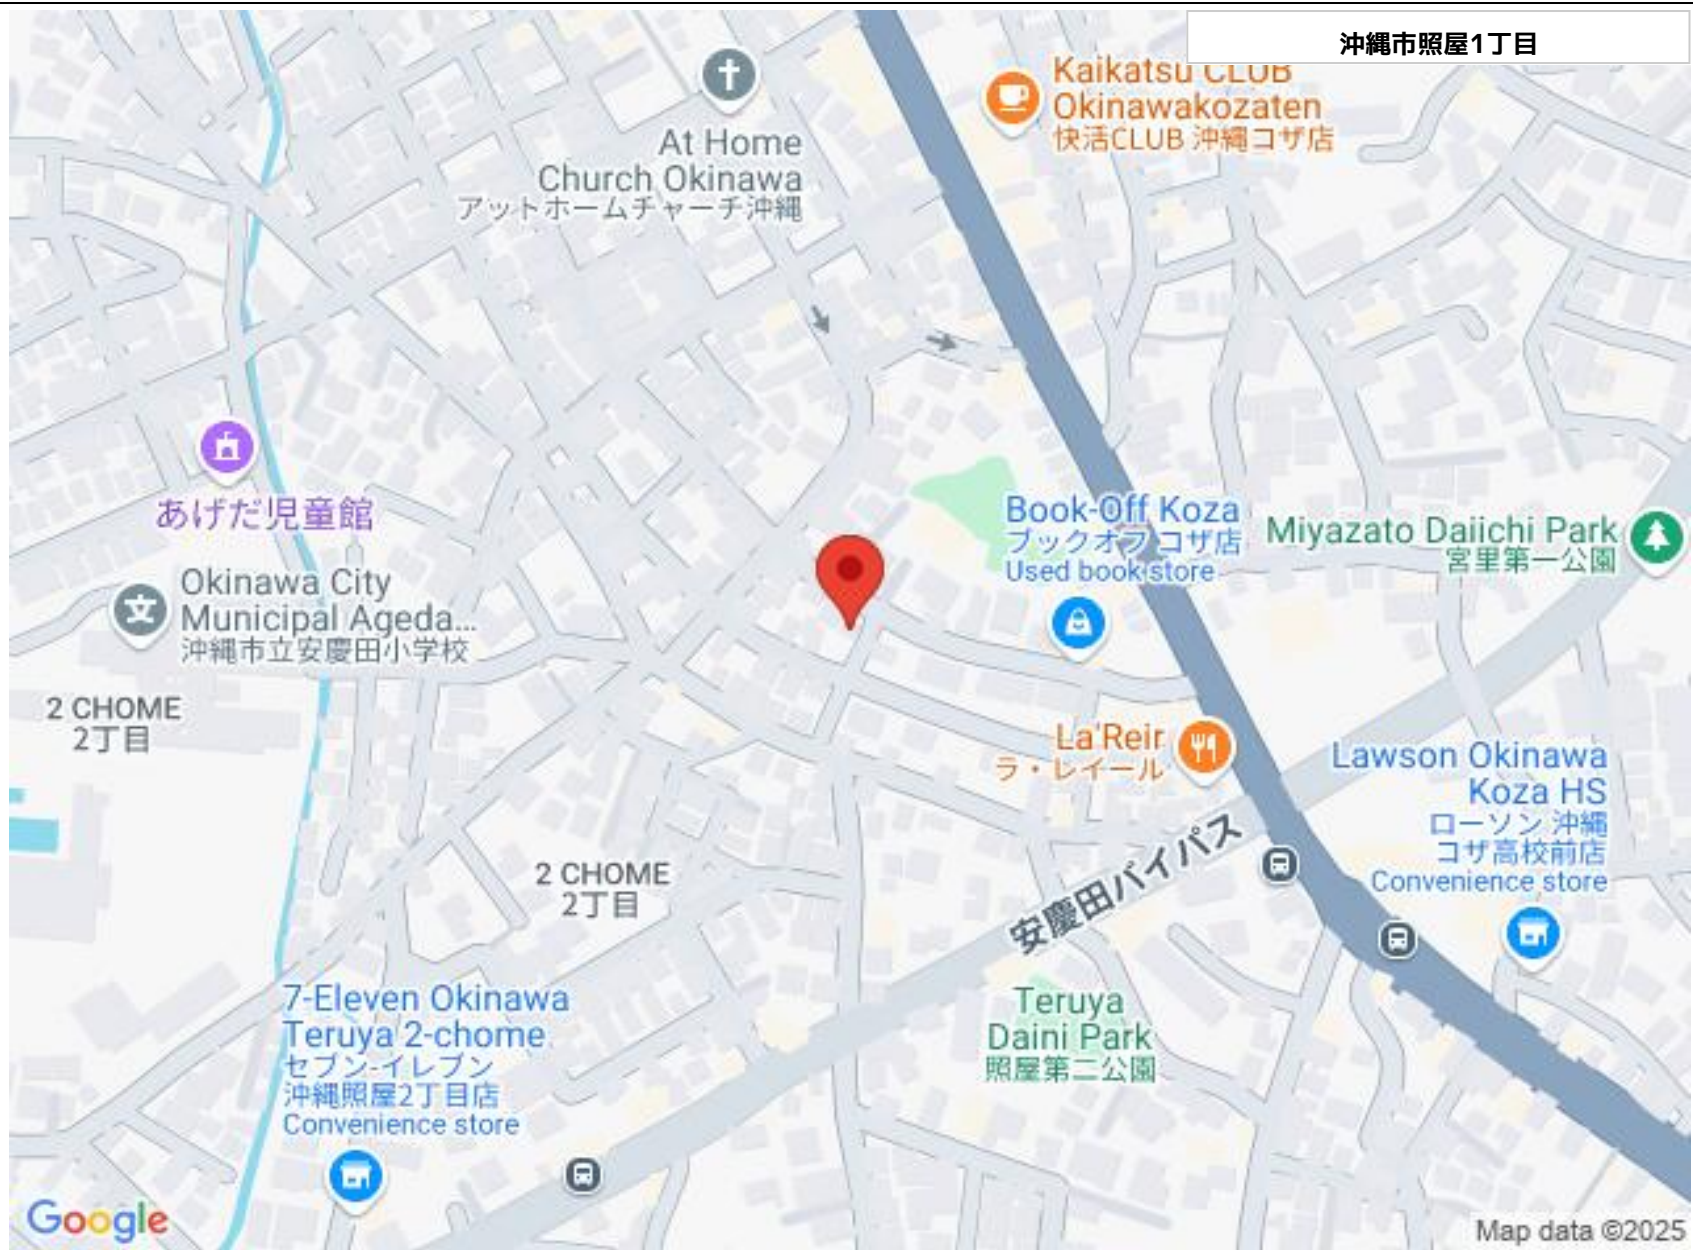 沖縄市照屋1丁目
Kaikatsu CLUB
Okinawakozaten
快活CLUB 沖縄コザ店
At Home
Church Okinawa
アットホームチャーチ沖縄
あげだ児童館
Book-Off Koza
ブックオフ コザ店
Used book store
Miyazato Daiichi Park
宮里第一公園
Okinawa City
Municipal Ageda...
沖縄市立安慶田小学校
2 CHOME
2丁目
La'Reir
ラ・レイール
Lawson Okinawa
Koza HS
ローソン 沖縄
コザ高校前店
Convenience store
2 CHOME
2丁目
安慶田バイパス
7-Eleven Okinawa
Teruya 2-chome
セブン-イレブン
沖縄照屋2丁目店
Convenience store
Teruya
Daini Park
照屋第二公園
Google
Map data ©2025